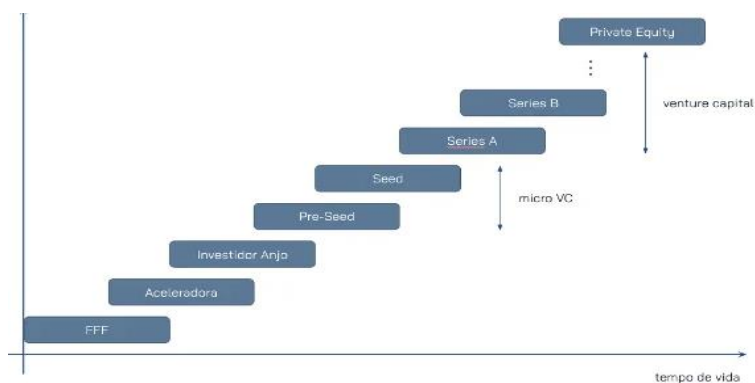 Private Equity
⋮
Series B
venture capital
Series A
Seed
micro VC
Pre-Seed
Investidor Anjo
Aceleradora
FFF
tempo de vida